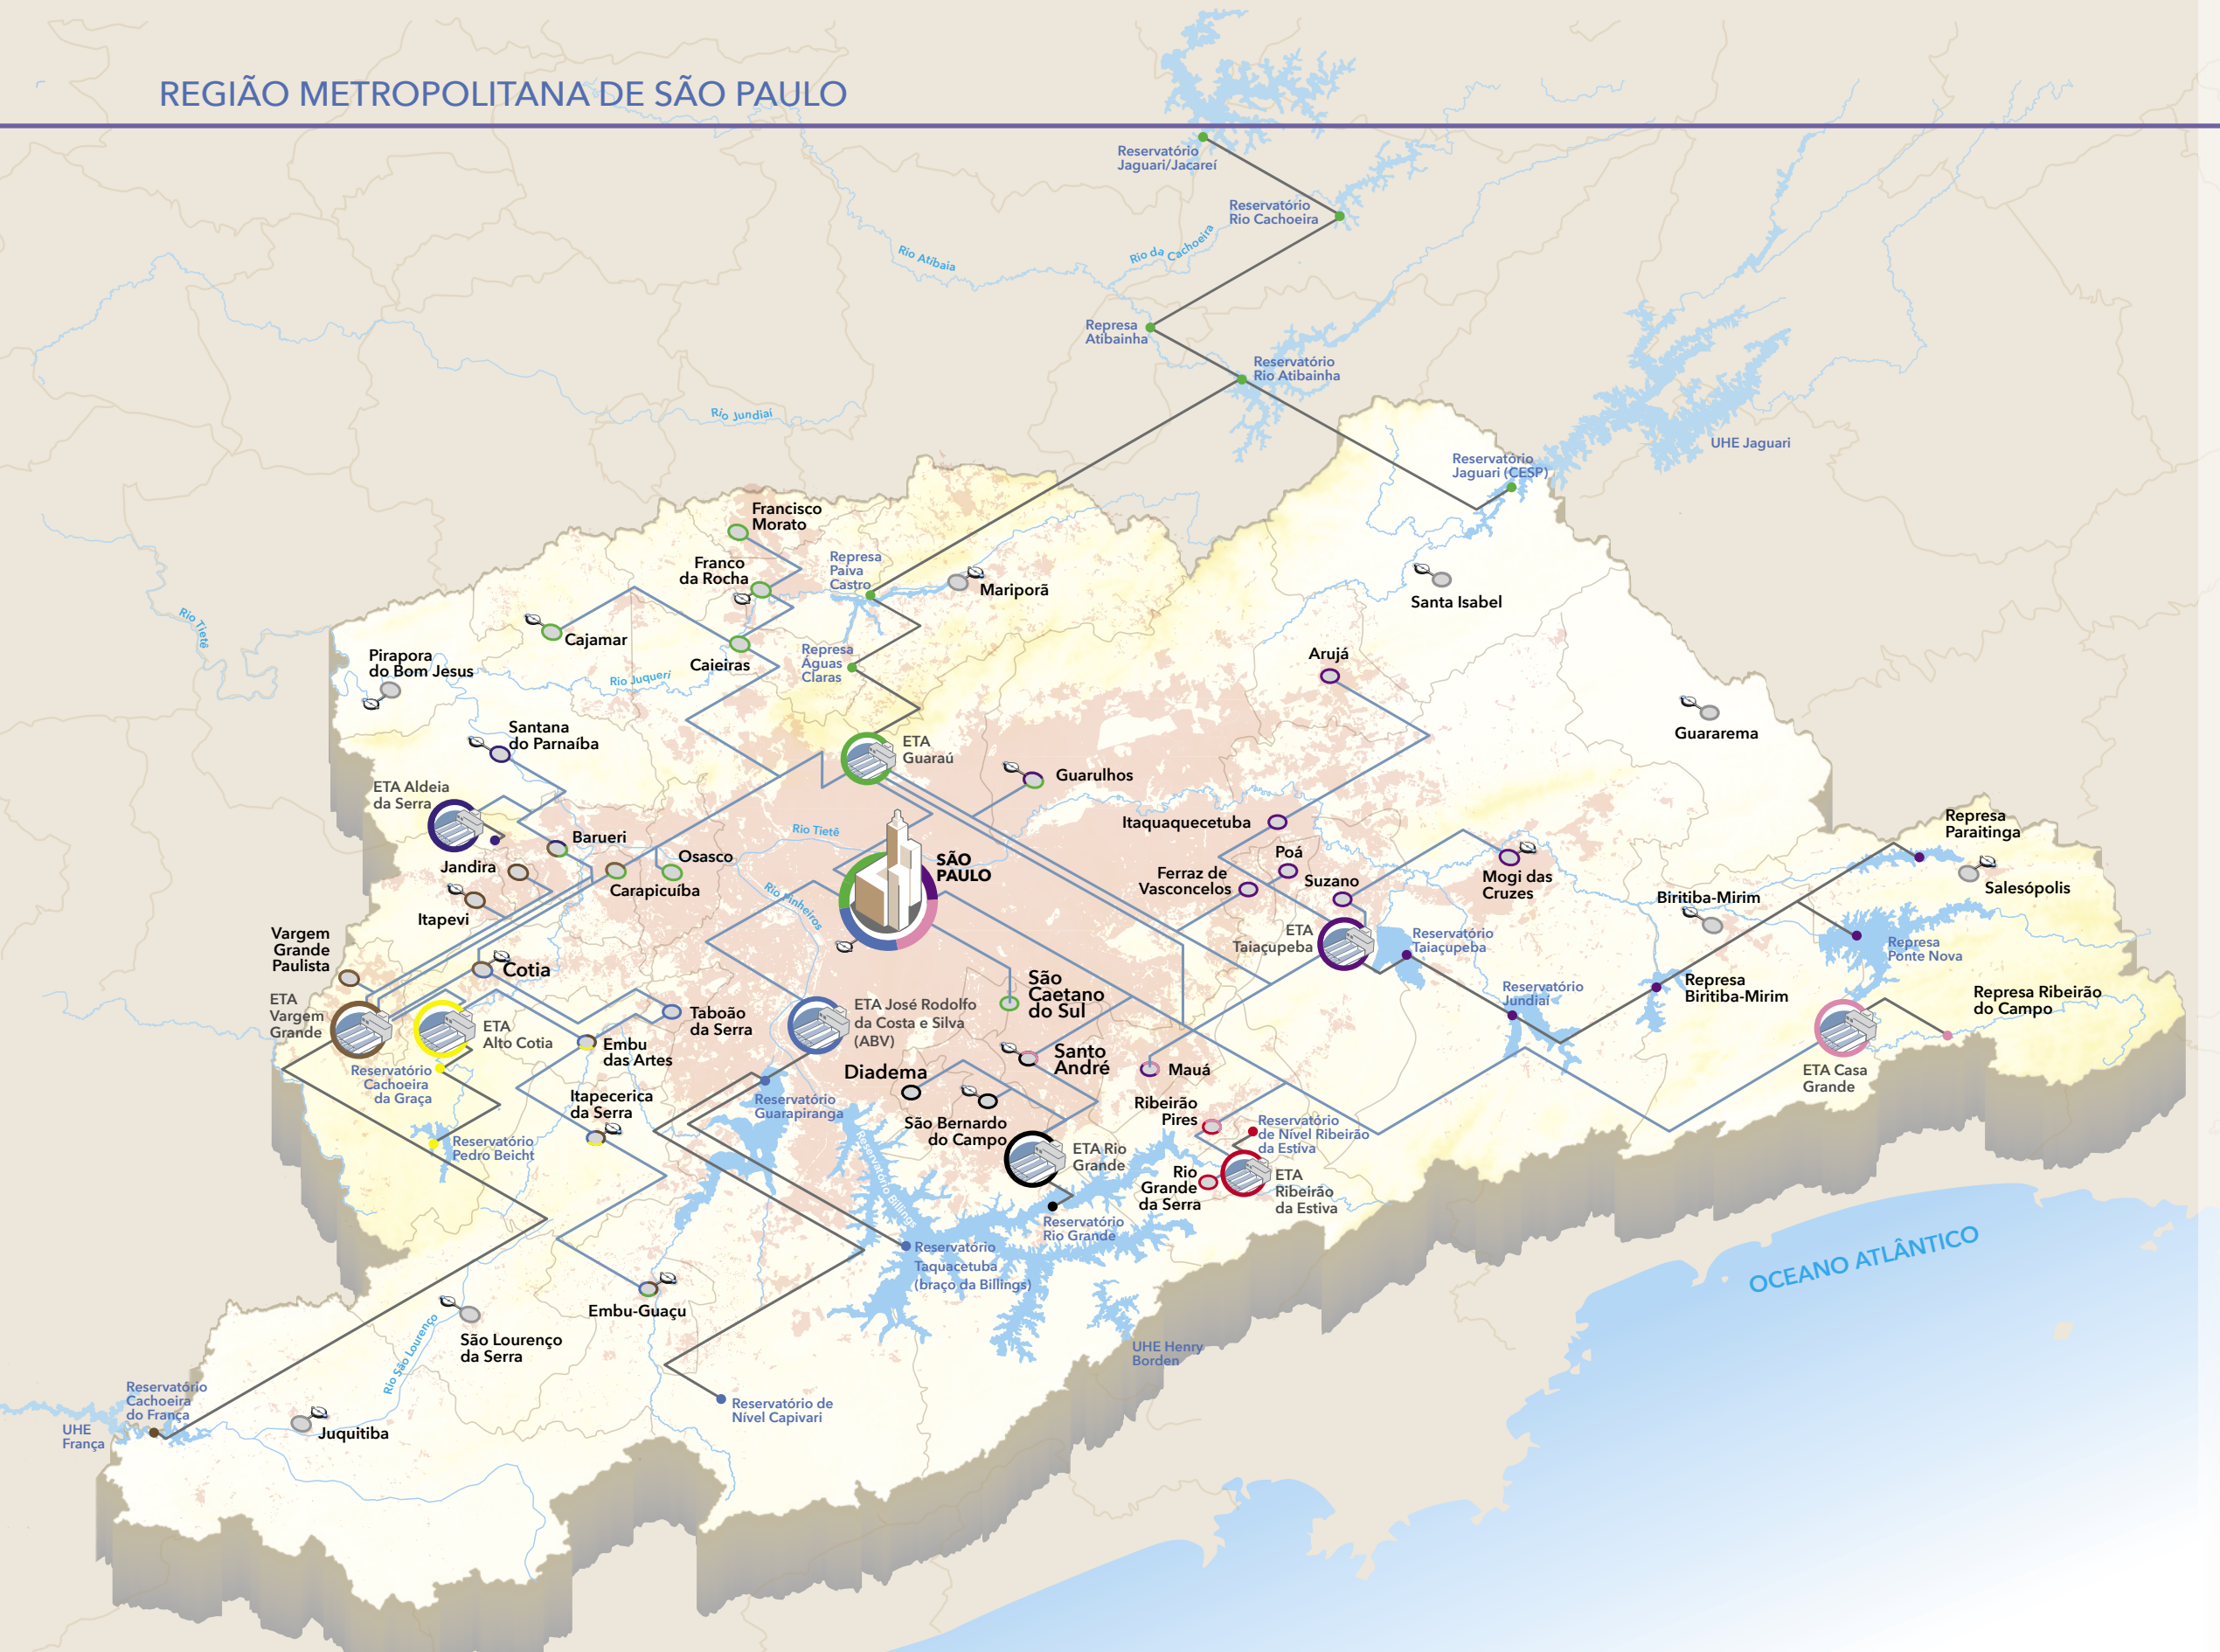 REGIÃO METROPOLITANA DE SÃO PAULO
Reservatório
Jaguari/Jacareí
Reservatório
Rio Cachoeira
Rio Atibaia
Rio da Cachoeira
Represa
Atibainha
Reservatório
Rio Atibainha
Rio Jundiaí
UHE Jaguari
Reservatório
Jaguari (CESP)
Francisco
Morato
Franco
da Rocha
Represa
Paiva
Castro
Mariporã
Santa Isabel
Rio Tietê
Cajamar
Caieiras
Represa
Águas
Claras
Arujá
Pirapora
do Bom Jesus
Rio Juqueri
Guararema
Santana
do Parnaíba
ETA
Guaraú
Guarulhos
ETA Aldeia
da Serra
Barueri
Rio Tietê
Itaquaquecetuba
Represa
Paraitinga
Jandira
Osasco
Carapicuíba
SÃO
PAULO
Poá
Ferraz de
Vasconcelos
Suzano
Mogi das
Cruzes
Salesópolis
Biritiba-Mirim
Itapevi
Rio Pinheiros
Vargem
Grande
Paulista
Cotia
ETA
Taiaçupeba
Reservatório
Taiaçupeba
Represa
Ponte Nova
São
Caetano
do Sul
Represa
Biritiba-Mirim
Reservatório
Jundiaí
Represa Ribeirão
do Campo
ETA
Vargem
Grande
ETA
Alto Cotia
Taboão
da Serra
ETA José Rodolfo
da Costa e Silva
(ABV)
Embu
das Artes
Santo
André
Mauá
Diadema
ETA Casa
Grande
Reservatório
Cachoeira
da Graça
Itapecerica
da Serra
Reservatório
Guarapiranga
São Bernardo
do Campo
Ribeirão
Pires
Reservatório
de Nível Ribeirão
da Estiva
Reservatório
Pedro Beicht
ETA Rio
Grande
Reservatório Billings
Rio
Grande
da Serra
ETA
Ribeirão
da Estiva
Reservatório
Rio Grande
Reservatório
Taquacetuba
(braço da Billings)
OCEANO ATLÂNTICO
Embu-Guaçu
São Lourenço
da Serra
Rio São Lourenço
UHE Henry
Borden
Reservatório
Cachoeira
do França
UHE
França
Juquitiba
Reservatório de
Nível Capivari